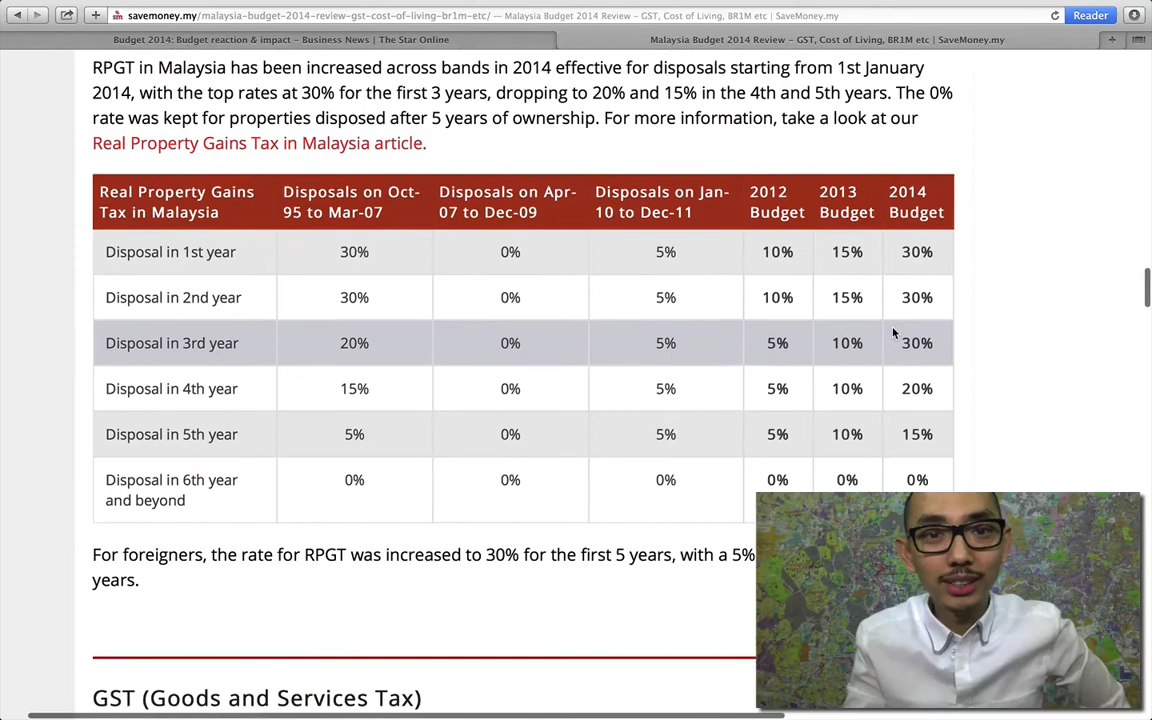 savemoney.my/malaysia-budget-2014-review-gst-cost-of-living-br1m-etc/ — Malaysia Budget 2014 Review – GST, Cost of Living, BR1M etc | SaveMoney.my
Reader
Budget 2014: Budget reaction & impact – Business News | The Star Online
Malaysia Budget 2014 Review – GST, Cost of Living, BR1M etc | SaveMoney.my
RPGT in Malaysia has been increased across bands in 2014 effective for disposals starting from 1st January
2014, with the top rates at 30% for the first 3 years, dropping to 20% and 15% in the 4th and 5th years. The 0%
rate was kept for properties disposed after 5 years of ownership. For more information, take a look at our
Real Property Gains Tax in Malaysia article.
Real Property Gains Disposals on Oct- Disposals on Apr- Disposals on Jan- 2012 2013 2014
Tax in Malaysia 95 to Mar-07 07 to Dec-09 10 to Dec-11 Budget Budget Budget
Disposal in 1st year 30% 0% 5% 10% 15% 30%
Disposal in 2nd year 30% 0% 5% 10% 15% 30%
Disposal in 3rd year 20% 0% 5% 5% 10% 30%
Disposal in 4th year 15% 0% 5% 5% 10% 20%
Disposal in 5th year 5% 0% 5% 5% 10% 15%
Disposal in 6th year 0% 0% 0% 0% 0% 0%
and beyond
For foreigners, the rate for RPGT was increased to 30% for the first 5 years, with a 5%
years.
GST (Goods and Services Tax)